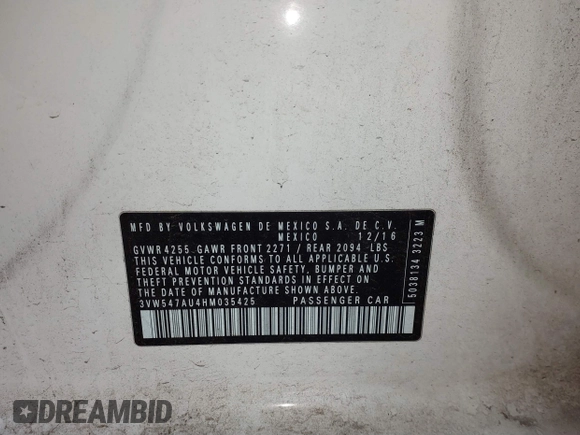 MFD BY VOLKSWAGEN DE MEXICO S.A. DE C.V.
MEXICO 12/16
GVWR 4255 GAWR FRONT 2271 / REAR 2094 -LBS
THIS VEHICLE CONFORMS TO ALL APPLICABLE U.S.
FEDERAL MOTOR VEHICLE SAFETY, BUMPER AND
THEFT PREVENTION STANDARDS IN EFFECT ON
THE DATE OF MANUFACTURE SHOWN ABOVE
3VW547AU4HM035425 PASSENGER CAR
5038134 3223 M
DREAMBID